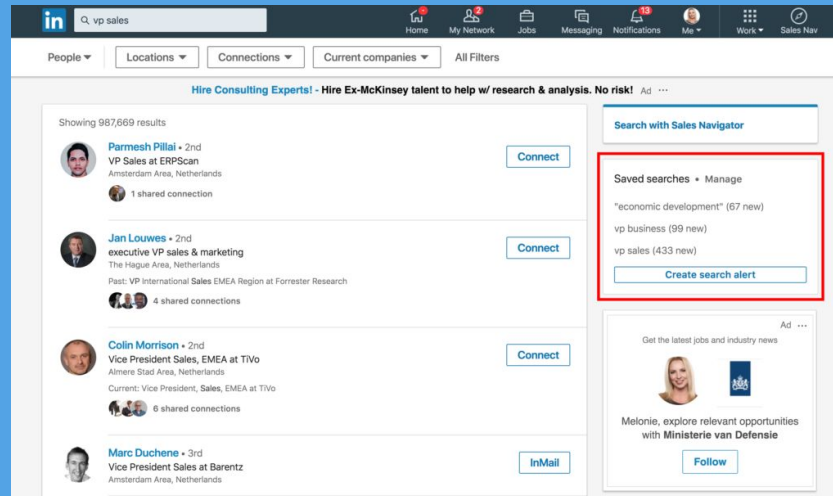 in
vp sales
Home
2
My Network
Jobs
Messaging
13
Notifications
Me
Work
Sales Nav
People
Locations
Connections
Current companies
All Filters
Hire Consulting Experts! - Hire Ex-McKinsey talent to help w/ research & analysis. No risk! Ad ···
Showing 987,669 results
Parmesh Pillai • 2nd
VP Sales at ERPScan
Amsterdam Area, Netherlands
1 shared connection
Connect
Jan Louwes • 2nd
executive VP sales & marketing
The Hague Area, Netherlands
Past: VP International Sales EMEA Region at Forrester Research
4 shared connections
Connect
Colin Morrison • 2nd
Vice President Sales, EMEA at TiVo
Almere Stad Area, Netherlands
Current: Vice President, Sales, EMEA at TiVo
6 shared connections
Connect
Marc Duchene • 3rd
Vice President Sales at Barentz
Amsterdam Area, Netherlands
InMail
Search with Sales Navigator
Saved searches • Manage
"economic development" (67 new)
vp business (99 new)
vp sales (433 new)
Create search alert
Ad ···
Get the latest jobs and industry news
Melonie, explore relevant opportunities
with Ministerie van Defensie
Follow